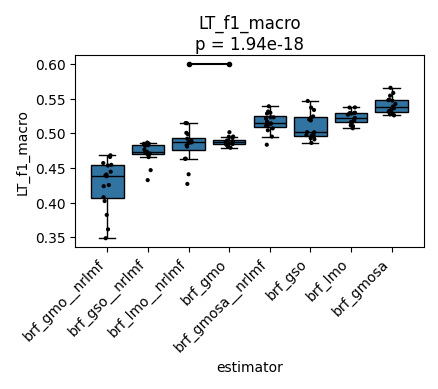 LT_f1_macro
p = 1.94e-18
LT_f1_macro
0.60
0.55
0.50
0.45
0.40
0.35
brf_gmo__nrlmf
brf_gso__nrlmf
brf_lmo__nrlmf
brf_gmo
brf_gmosa__nrlmf
brf_gso
brf_lmo
brf_gmosa
estimator